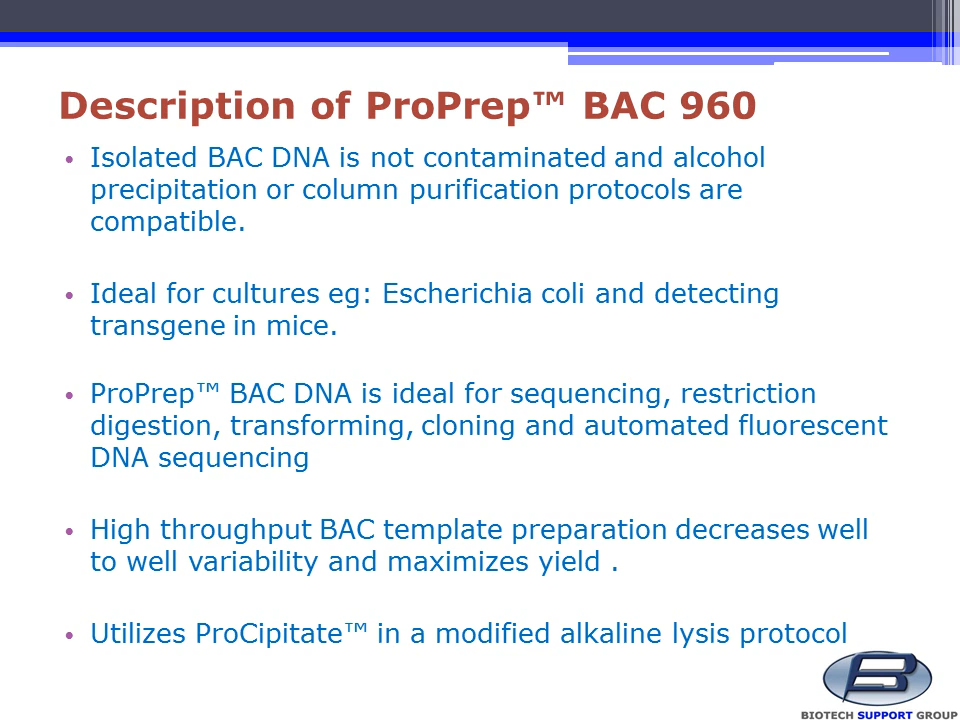 Description of ProPrep™ BAC 960
• Isolated BAC DNA is not contaminated and alcohol
precipitation or column purification protocols are
compatible.
• Ideal for cultures eg: Escherichia coli and detecting
transgene in mice.
• ProPrep™ BAC DNA is ideal for sequencing, restriction
digestion, transforming, cloning and automated fluorescent
DNA sequencing
• High throughput BAC template preparation decreases well
to well variability and maximizes yield .
• Utilizes ProCipitate™ in a modified alkaline lysis protocol
B
BIOTECH SUPPORT GROUP